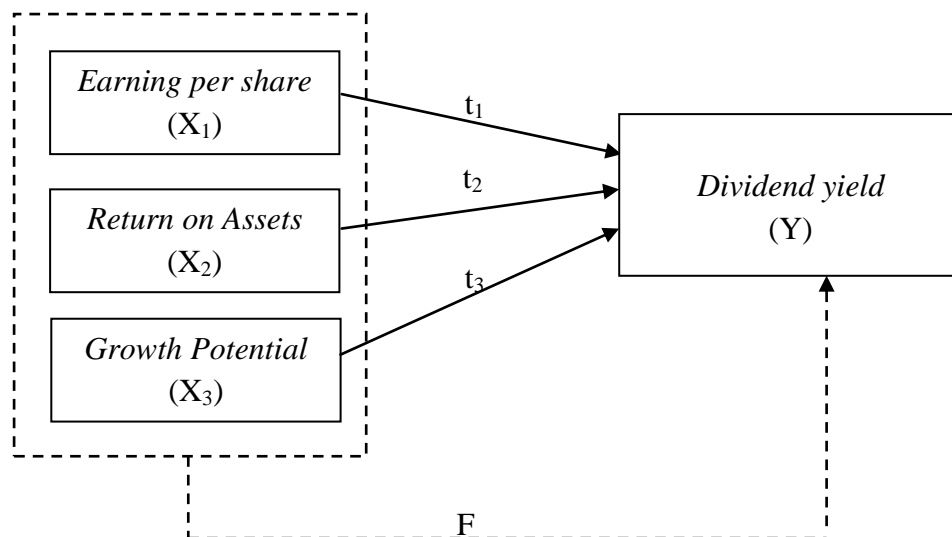 Earning per share
(X₁)
t₁
Return on Assets
(X₂)
t₂
Growth Potential
(X₃)
t₃
Dividend yield
(Y)
F